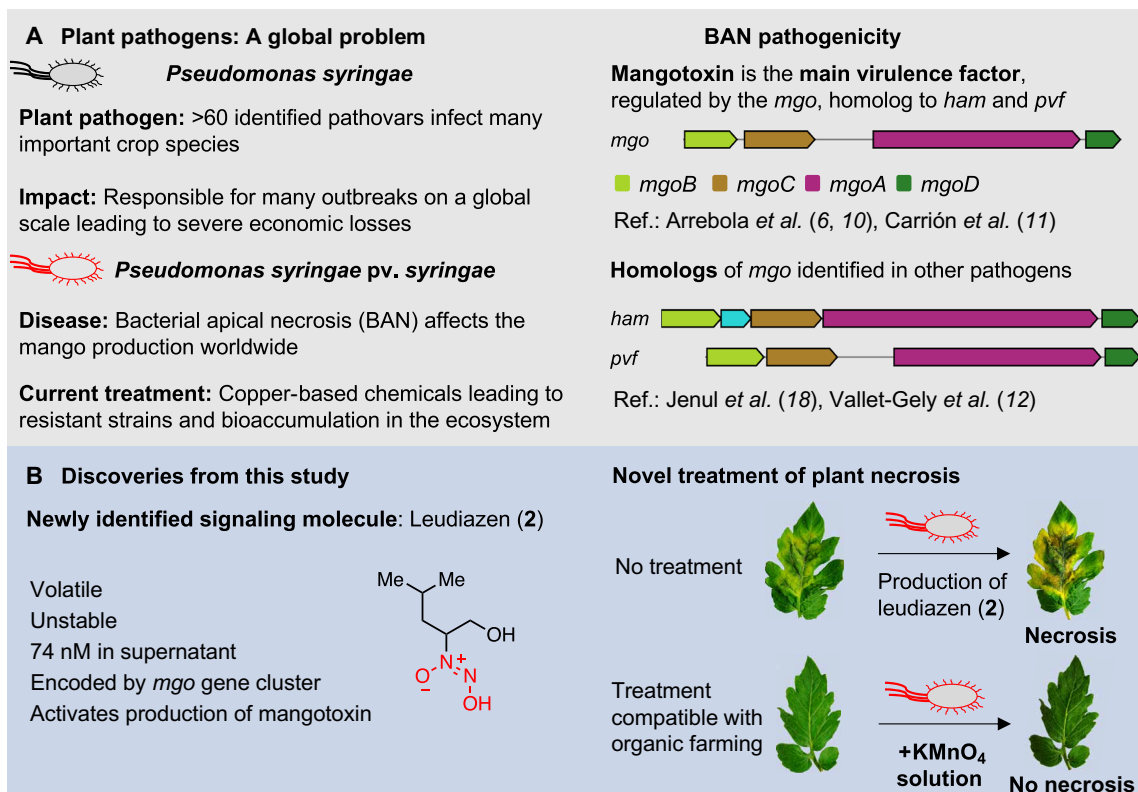 A Plant pathogens: A global problem
Pseudomonas syringae
Plant pathogen: >60 identified pathovars infect many
important crop species
Impact: Responsible for many outbreaks on a global
scale leading to severe economic losses
Pseudomonas syringae pv. syringae
Disease: Bacterial apical necrosis (BAN) affects the
mango production worldwide
Current treatment: Copper-based chemicals leading to
resistant strains and bioaccumulation in the ecosystem
BAN pathogenicity
Mangotoxin is the main virulence factor,
regulated by the mgo, homolog to ham and pvf
mgo
mgoB mgoC mgoA mgoD
Ref.: Arrebola et al. (6, 10), Carrión et al. (11)
Homologs of mgo identified in other pathogens
ham
pvf
Ref.: Jenul et al. (18), Vallet-Gely et al. (12)
B Discoveries from this study
Newly identified signaling molecule: Leudiazen (2)
Volatile
Unstable
74 nM in supernatant
Encoded by mgo gene cluster
Activates production of mangotoxin
Me Me
OH
N+
O− N
OH
Novel treatment of plant necrosis
No treatment
Production of
leudiazen (2)
Necrosis
Treatment
compatible with
organic farming
+KMnO₄
solution
No necrosis